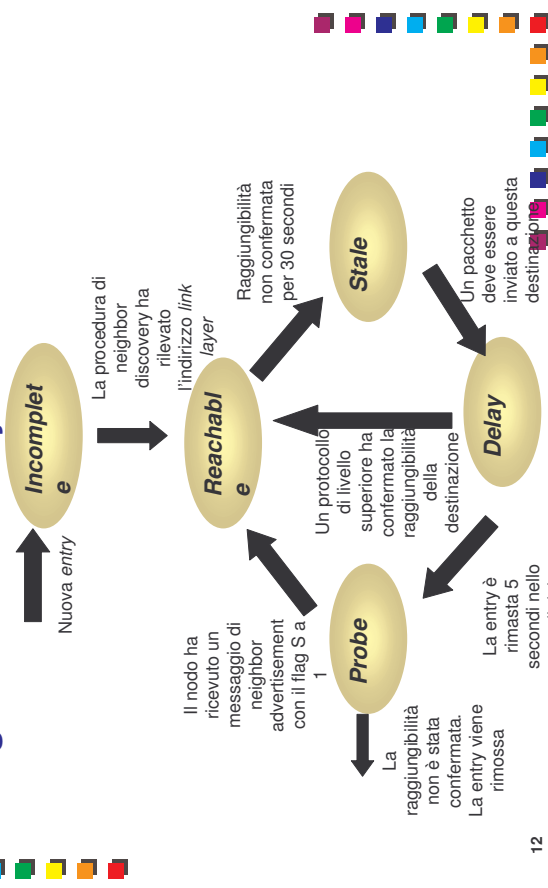 Nuova entry
Incomplet
e
La procedura di
neighbor
discovery ha
rilevato
l'indirizzo link
layer
Reachabl
e
Raggiungibilità
non confermata
per 30 secondi
Stale
Un pacchetto
deve essere
inviato a questa
destinazione
Delay
Un protocollo
di livello
superiore ha
confermato la
raggiungibilità
della
destinazione
La entry è
rimasta 5
secondi nello
Probe
Il nodo ha
ricevuto un
messaggio di
neighbor
advertisement
con il flag S a
1
La
raggiungibilità
non è stata
confermata.
La entry viene
rimossa
12